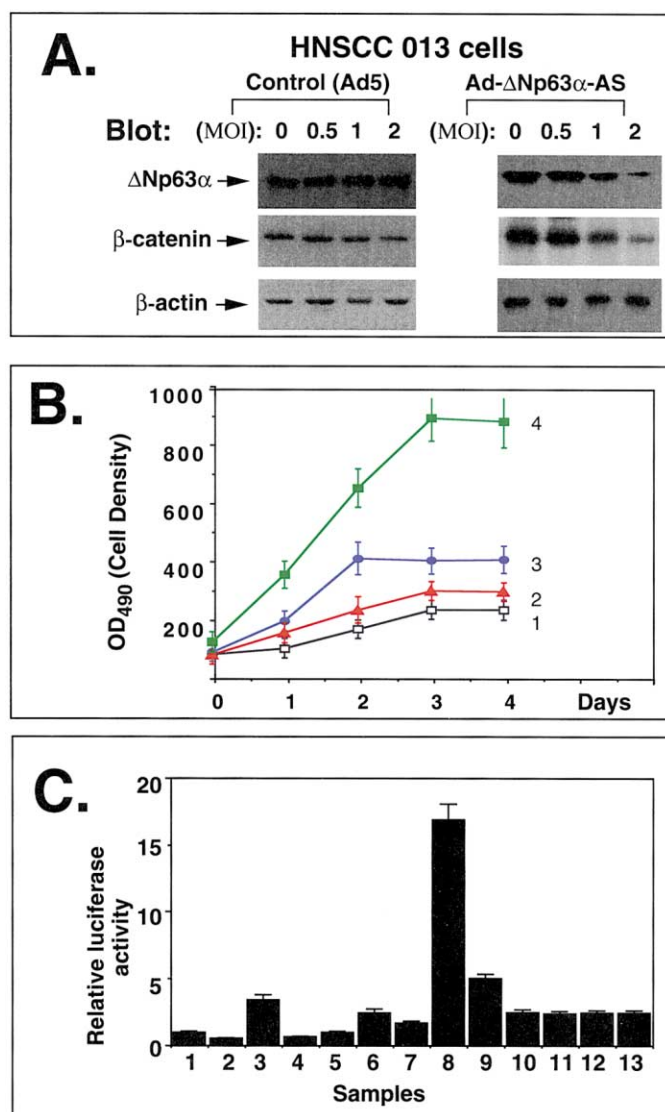 A.
HNSCC 013 cells
Control (Ad5) Ad-ΔNp63α-AS
Blot: (MOI): 0 0.5 1 2 (MOI): 0 0.5 1 2
ΔNp63α
β-catenin
β-actin
B.
OD490 (Cell Density)
1000
800
600
400
200
4
3
2
1
0 1 2 3 4 Days
C.
Relative luciferase
activity
20
15
10
5
0
1 2 3 4 5 6 7 8 9 10 11 12 13
Samples